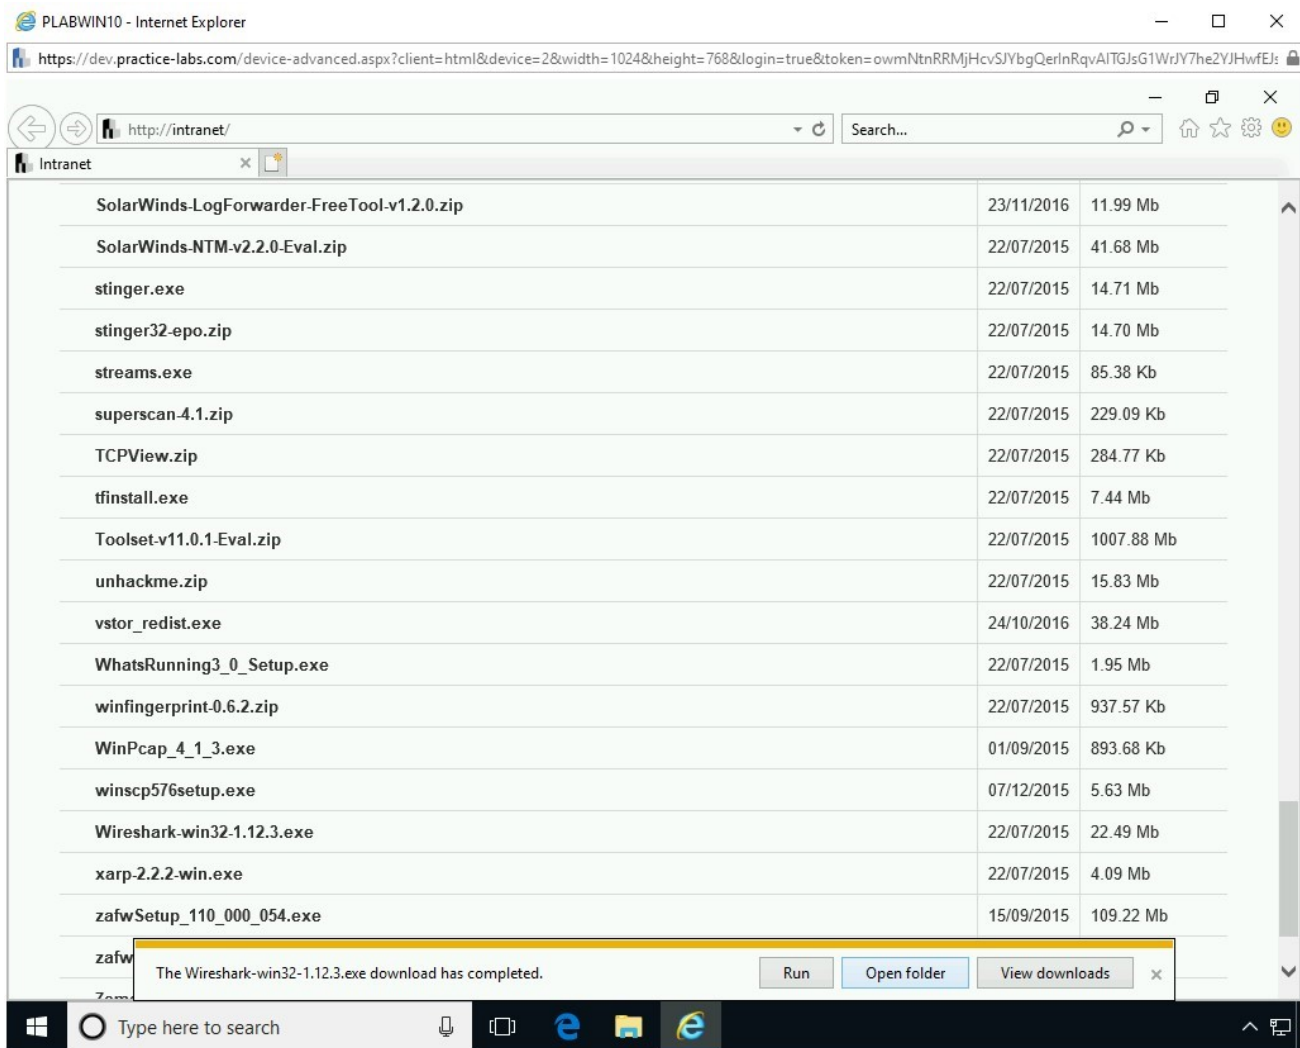 PLABWIN10 - Internet Explorer
https://dev.practice-labs.com/device-advanced.aspx?client=html&device=2&width=1024&height=768&login=true&token=
http://intranet/
Search...
Intranet
SolarWinds-LogForwarder-FreeTool-v1.2.0.zip 23/11/2016 11.99 Mb
SolarWinds-NTM-v2.2.0-Eval.zip 22/07/2015 41.68 Mb
stinger.exe 22/07/2015 14.71 Mb
stinger32-epo.zip 22/07/2015 14.70 Mb
streams.exe 22/07/2015 85.38 Kb
superscan-4.1.zip 22/07/2015 229.09 Kb
TCPView.zip 22/07/2015 284.77 Kb
tfinstall.exe 22/07/2015 7.44 Mb
Toolset-v11.0.1-Eval.zip 22/07/2015 1007.88 Mb
unhackme.zip 22/07/2015 15.83 Mb
vstor_redist.exe 24/10/2016 38.24 Mb
WhatsRunning3_0_Setup.exe 22/07/2015 1.95 Mb
winfingerprint-0.6.2.zip 22/07/2015 937.57 Kb
WinPcap_4_1_3.exe 01/09/2015 893.68 Kb
winscp576setup.exe 07/12/2015 5.63 Mb
Wireshark-win32-1.12.3.exe 22/07/2015 22.49 Mb
xarp-2.2.2-win.exe 22/07/2015 4.09 Mb
zafwSetup_110_000_054.exe 15/09/2015 109.22 Mb
zafw
The Wireshark-win32-1.12.3.exe download has completed. Run Open folder View downloads
Type here to search